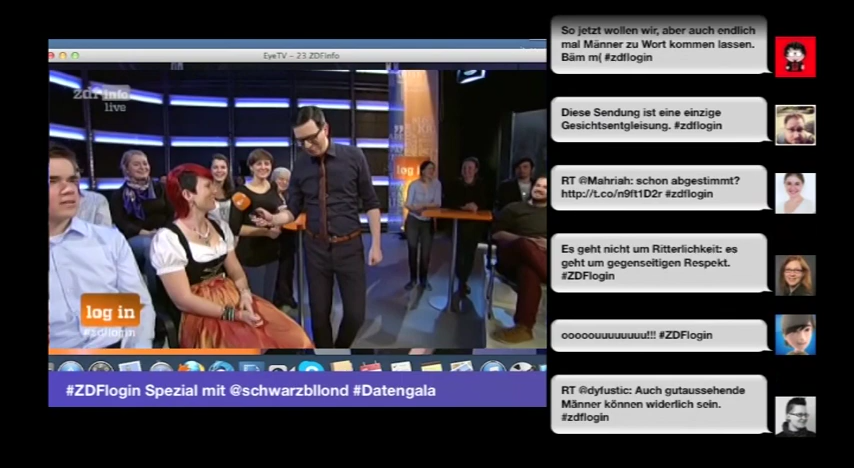 EyeTV – 23 ZDFinfo
zdf info
live
log in
log in
#zdflogin
#ZDFlogin Spezial mit @schwarzbllond #Datengala
So jetzt wollen wir, aber auch endlich
mal Männer zu Wort kommen lassen.
Bäm m( #zdflogin
Diese Sendung ist eine einzige
Gesichtsentgleisung. #zdflogin
RT @Mahriah: schon abgestimmt?
http://t.co/n9ft1D2r #zdflogin
Es geht nicht um Ritterlichkeit: es
geht um gegenseitigen Respekt.
#ZDFlogin
ooooouuuuuuuu!!! #ZDFlogin
RT @dyfustic: Auch gutaussehende
Männer können widerlich sein.
#zdflogin